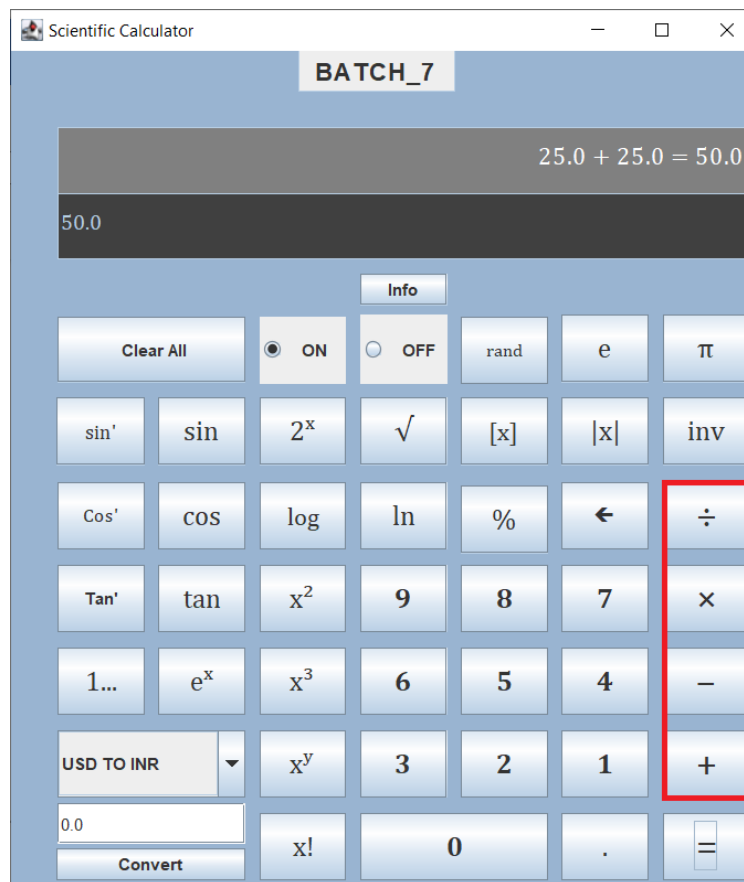 Scientific Calculator
BATCH_7
25.0 + 25.0 = 50.0
50.0
Info
Clear All ON OFF rand e π
sin' sin 2ˣ √ [x] |x| inv
Cos' cos log ln % ← ÷
Tan' tan x² 9 8 7 ×
1... eˣ x³ 6 5 4 −
USD TO INR xʸ 3 2 1 +
0.0
Convert x! 0 . =